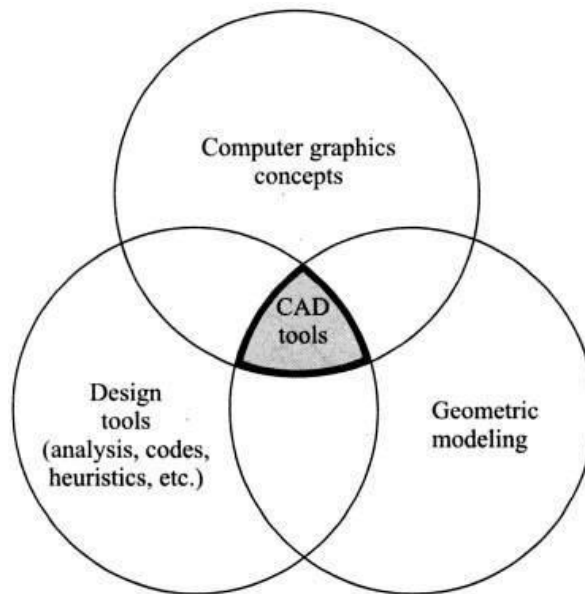 Computer graphics
concepts
CAD
tools
Design
tools
(analysis, codes,
heuristics, etc.)
Geometric
modeling